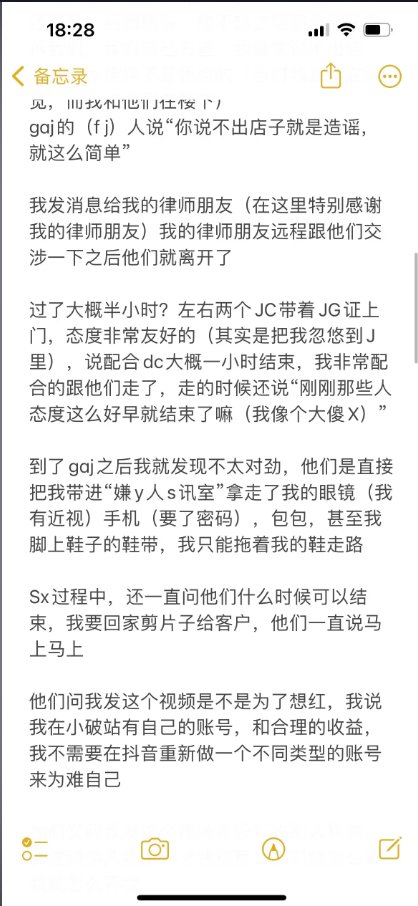 18:28
备忘录
觉，而我和他们在楼下）
gaj的（fj）人说“你说不出店子就是造谣，
就这么简单”
我发消息给我的律师朋友（在这里特别感谢
我的律师朋友）我的律师朋友远程跟他们交
涉一下之后他们就离开了
过了大概半小时？左右两个JC带着JG证上
门，态度非常友好的（其实是把我忽悠到J
里），说配合dc大概一小时结束，我非常配
合的跟他们走了，走的时候还说“刚刚那些人
态度这么好早就结束了嘛（我像个大傻X）”
到了gaj之后我就发现不太对劲，他们是直接
把我带进“嫌y人s讯室”拿走了我的眼镜（我
有近视）手机（要了密码），包包，甚至我
脚上鞋子的鞋带，我只能拖着我的鞋走路
Sx过程中，还一直问他们什么时候可以结
束，我要回家剪片子给客户，他们一直说马
上马上
他们问我发这个视频是不是为了想红，我说
我在小破站有自己的账号，和合理的收益，
我不需要在抖音重新做一个不同类型的账号
来为难自己